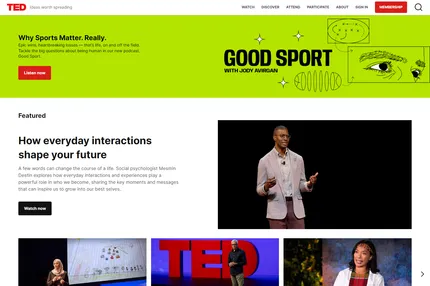 TED Ideas worth spreading
WATCH DISCOVER ATTEND PARTICIPATE ABOUT SIGN IN MEMBERSHIP
Why Sports Matter. Really.
Epic wins, heartbreaking losses — that's life, on and off the field.
Tackle the big questions about being human in our new podcast,
Good Sport.
Listen now
GOOD SPORT
WITH JODY AVIRGAN
Featured
How everyday interactions
shape your future
A few words can change the course of a life. Social psychologist Mesmin
Destin explores how everyday interactions and experiences play a
powerful role in who we become, sharing the key moments and messages
that can inspire us to grow into our best selves.
Watch now
TED